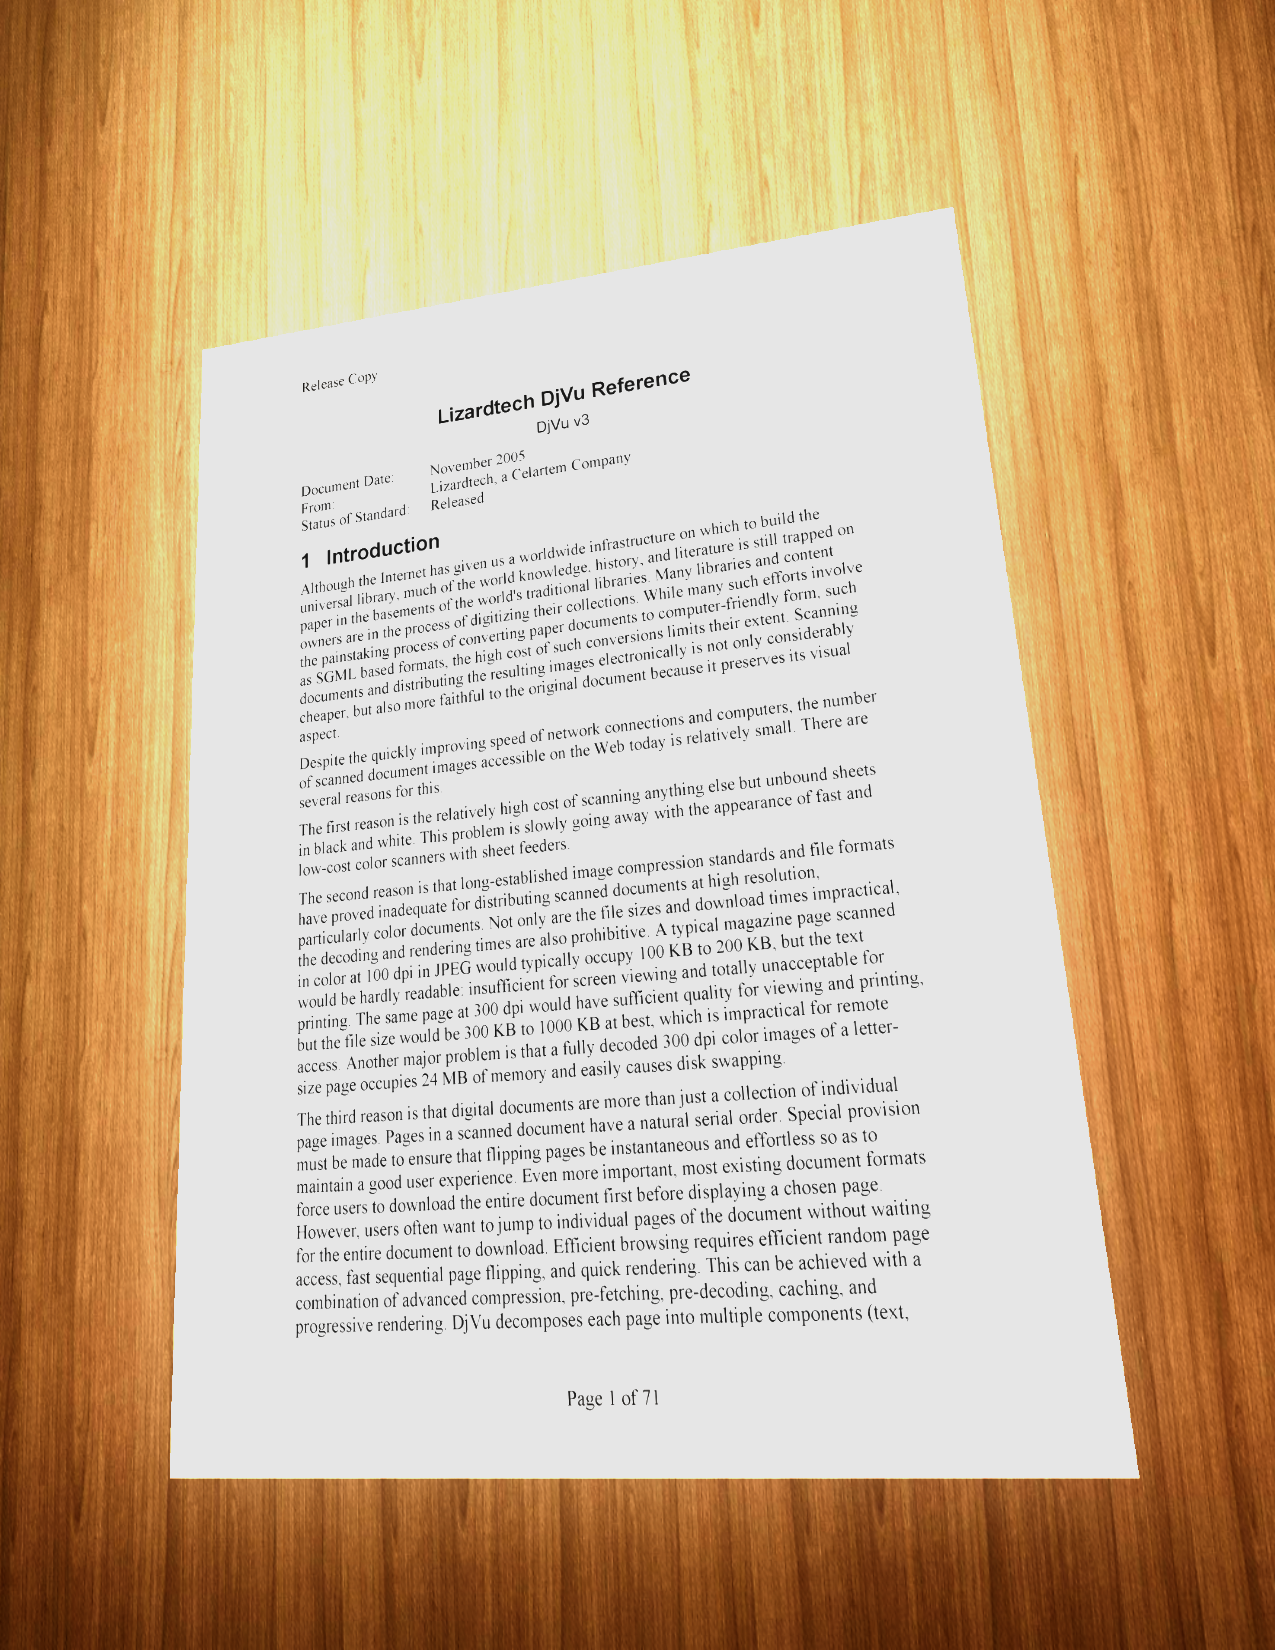 Release Copy
Lizardtech DjVu Reference
DjVu v3
Document Date: November 2005
From: Lizardtech, a Celartem Company
Status of Standard: Released
1 Introduction
Although the Internet has given us a worldwide infrastructure on which to build the
universal library, much of the world knowledge, history, and literature is still trapped on
paper in the basements of the world's traditional libraries. Many libraries and content
owners are in the process of digitizing their collections. While many such efforts involve
the painstaking process of converting paper documents to computer-friendly form, such
as SGML based formats, the high cost of such conversions limits their extent. Scanning
documents and distributing the resulting images electronically is not only considerably
cheaper, but also more faithful to the original document because it preserves its visual
aspect.
Despite the quickly improving speed of network connections and computers, the number
of scanned document images accessible on the Web today is relatively small. There are
several reasons for this.
The first reason is the relatively high cost of scanning anything else but unbound sheets
in black and white. This problem is slowly going away with the appearance of fast and
low-cost color scanners with sheet feeders.
The second reason is that long-established image compression standards and file formats
have proved inadequate for distributing scanned documents at high resolution,
particularly color documents. Not only are the file sizes and download times impractical,
the decoding and rendering times are also prohibitive. A typical magazine page scanned
in color at 100 dpi in JPEG would typically occupy 100 KB to 200 KB, but the text
would be hardly readable: insufficient for screen viewing and totally unacceptable for
printing. The same page at 300 dpi would have sufficient quality for viewing and printing,
but the file size would be 300 KB to 1000 KB at best, which is impractical for remote
access. Another major problem is that a fully decoded 300 dpi color images of a letter-
size page occupies 24 MB of memory and easily causes disk swapping.
The third reason is that digital documents are more than just a collection of individual
page images. Pages in a scanned document have a natural serial order. Special provision
must be made to ensure that flipping pages be instantaneous and effortless so as to
maintain a good user experience. Even more important, most existing document formats
force users to download the entire document first before displaying a chosen page.
However, users often want to jump to individual pages of the document without waiting
for the entire document to download. Efficient browsing requires efficient random page
access, fast sequential page flipping, and quick rendering. This can be achieved with a
combination of advanced compression, pre-fetching, pre-decoding, caching, and
progressive rendering. DjVu decomposes each page into multiple components (text,
Page 1 of 71